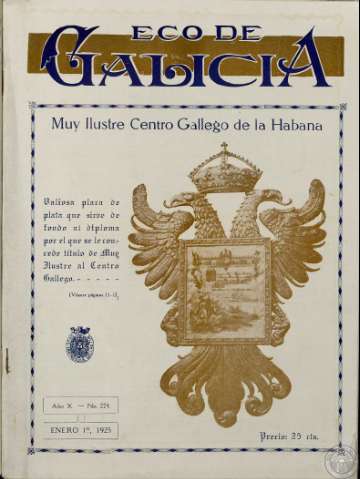 ECO DE
GALICIA
Muy Ilustre Centro Gallego de la Habana
Valiosa placa de
plata que sirve de
fondo al diploma
por el que se le con-
cede título de Muy
Ilustre al Centro
Gallego. - - - - -
Año X — No. 274
ENERO 1º, 1925
Precio: 25 cts.